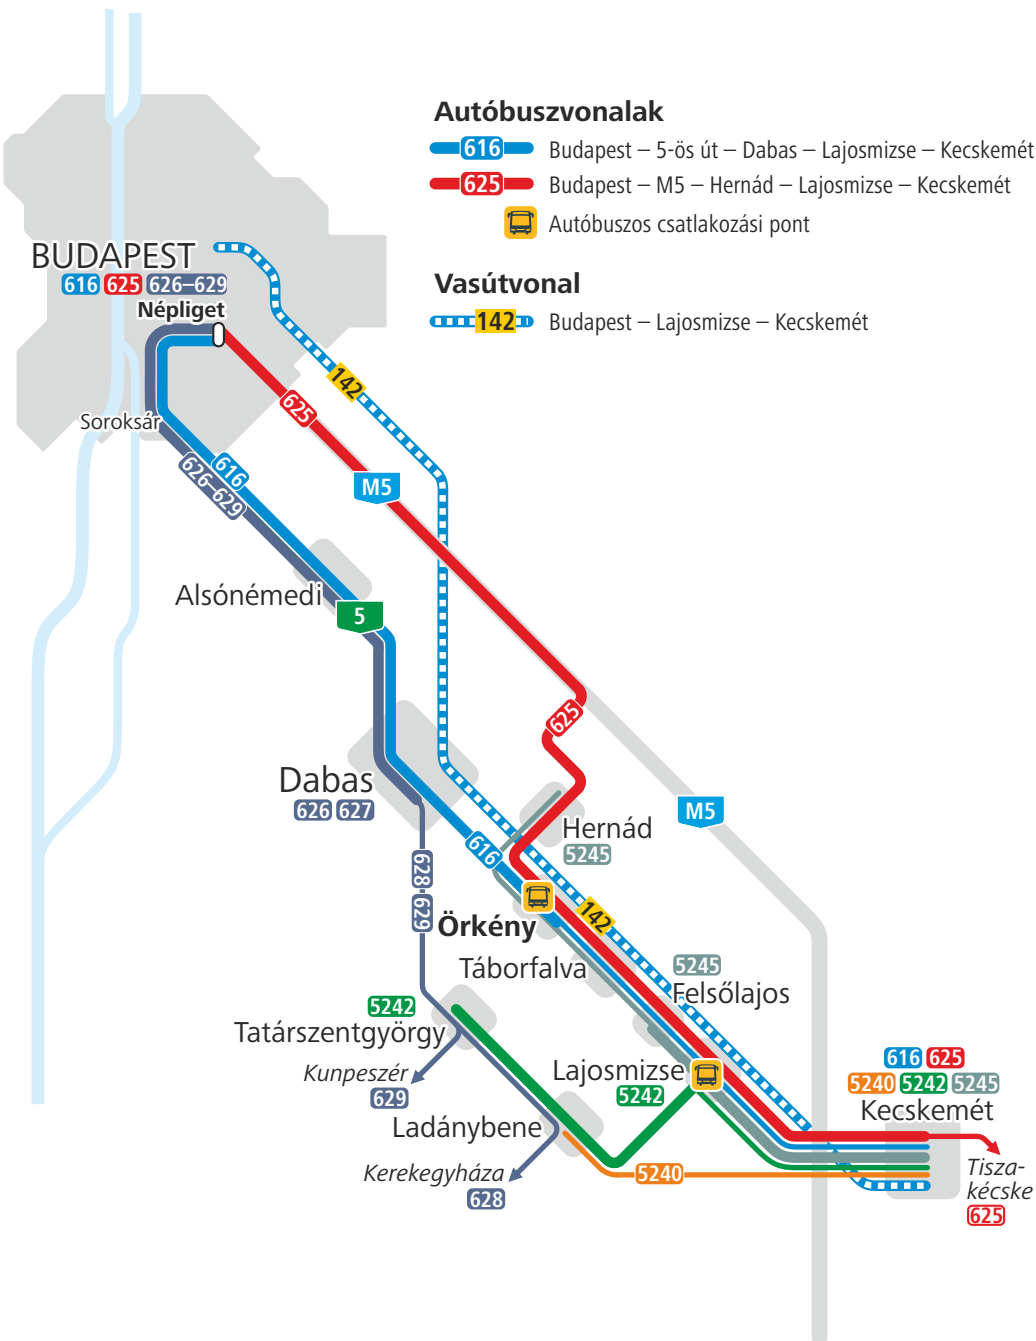 Autóbuszvonalak
616 Budapest – 5-ös út – Dabas – Lajosmizse – Kecskemét
625 Budapest – M5 – Hernád – Lajosmizse – Kecskemét
Autóbuszos csatlakozási pont
Vasútvonal
142 Budapest – Lajosmizse – Kecskemét
BUDAPEST
616 625 626–629
Népliget
142
625
Soroksár
616
626–629
M5
Alsónémedi
5
625
Dabas
626 627
M5
Hernád
5245
616
628-629
142
Örkény
Táborfalva
5245
Felsőlajos
5242
Tatárszentgyörgy
Kunpeszér
629
Lajosmizse
5242
616 625
5240 5242 5245
Kecskemét
Ladánybene
Kerekegyháza
628
5240
Tisza-
kécske
625